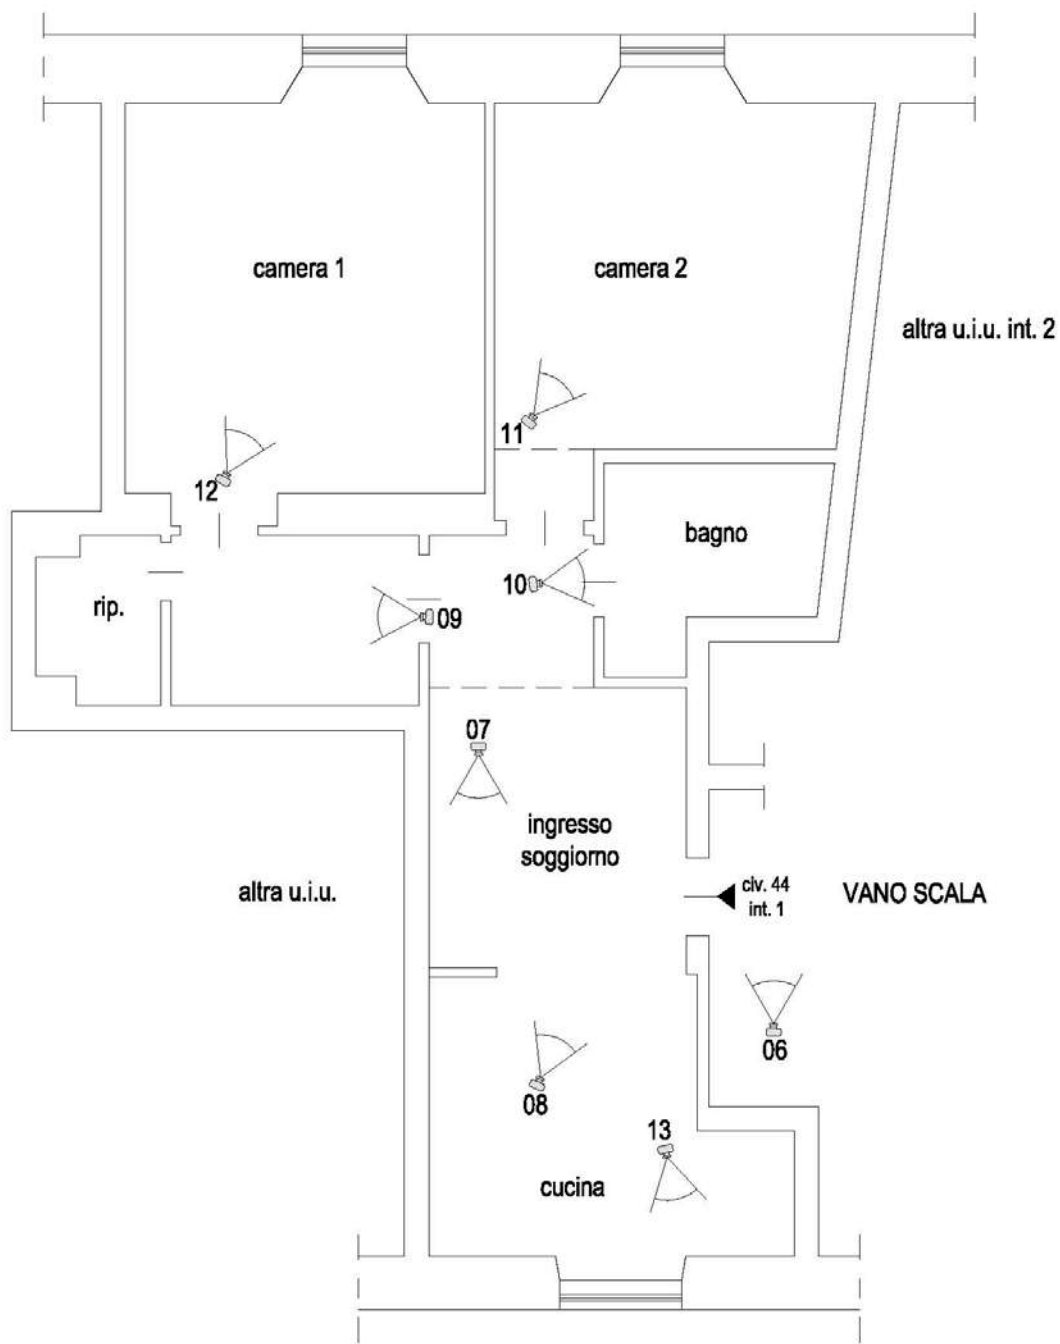 camera 1
camera 2
altra u.i.u. int. 2
11
12
bagno
10
rip.
09
07
ingresso
soggiorno
altra u.i.u.
civ. 44
int. 1
VANO SCALA
06
08
13
cucina